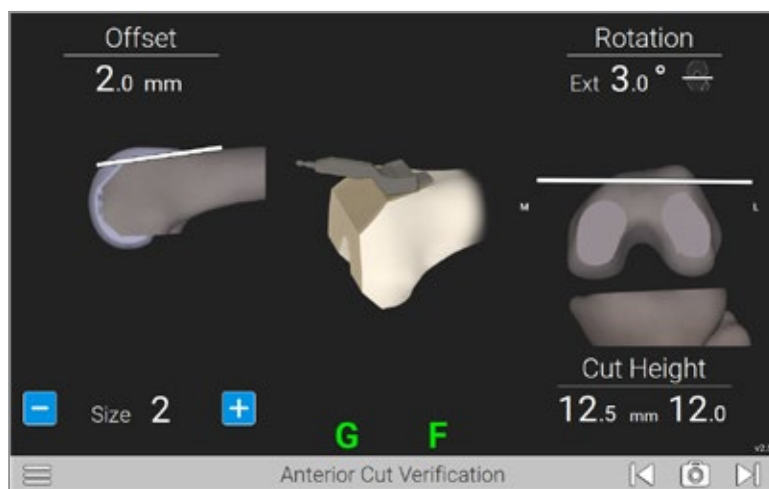 Offset
2.0 mm
Rotation
Ext 3.0°
M
L
Size 2
Cut Height
12.5 mm 12.0
G F
Anterior Cut Verification